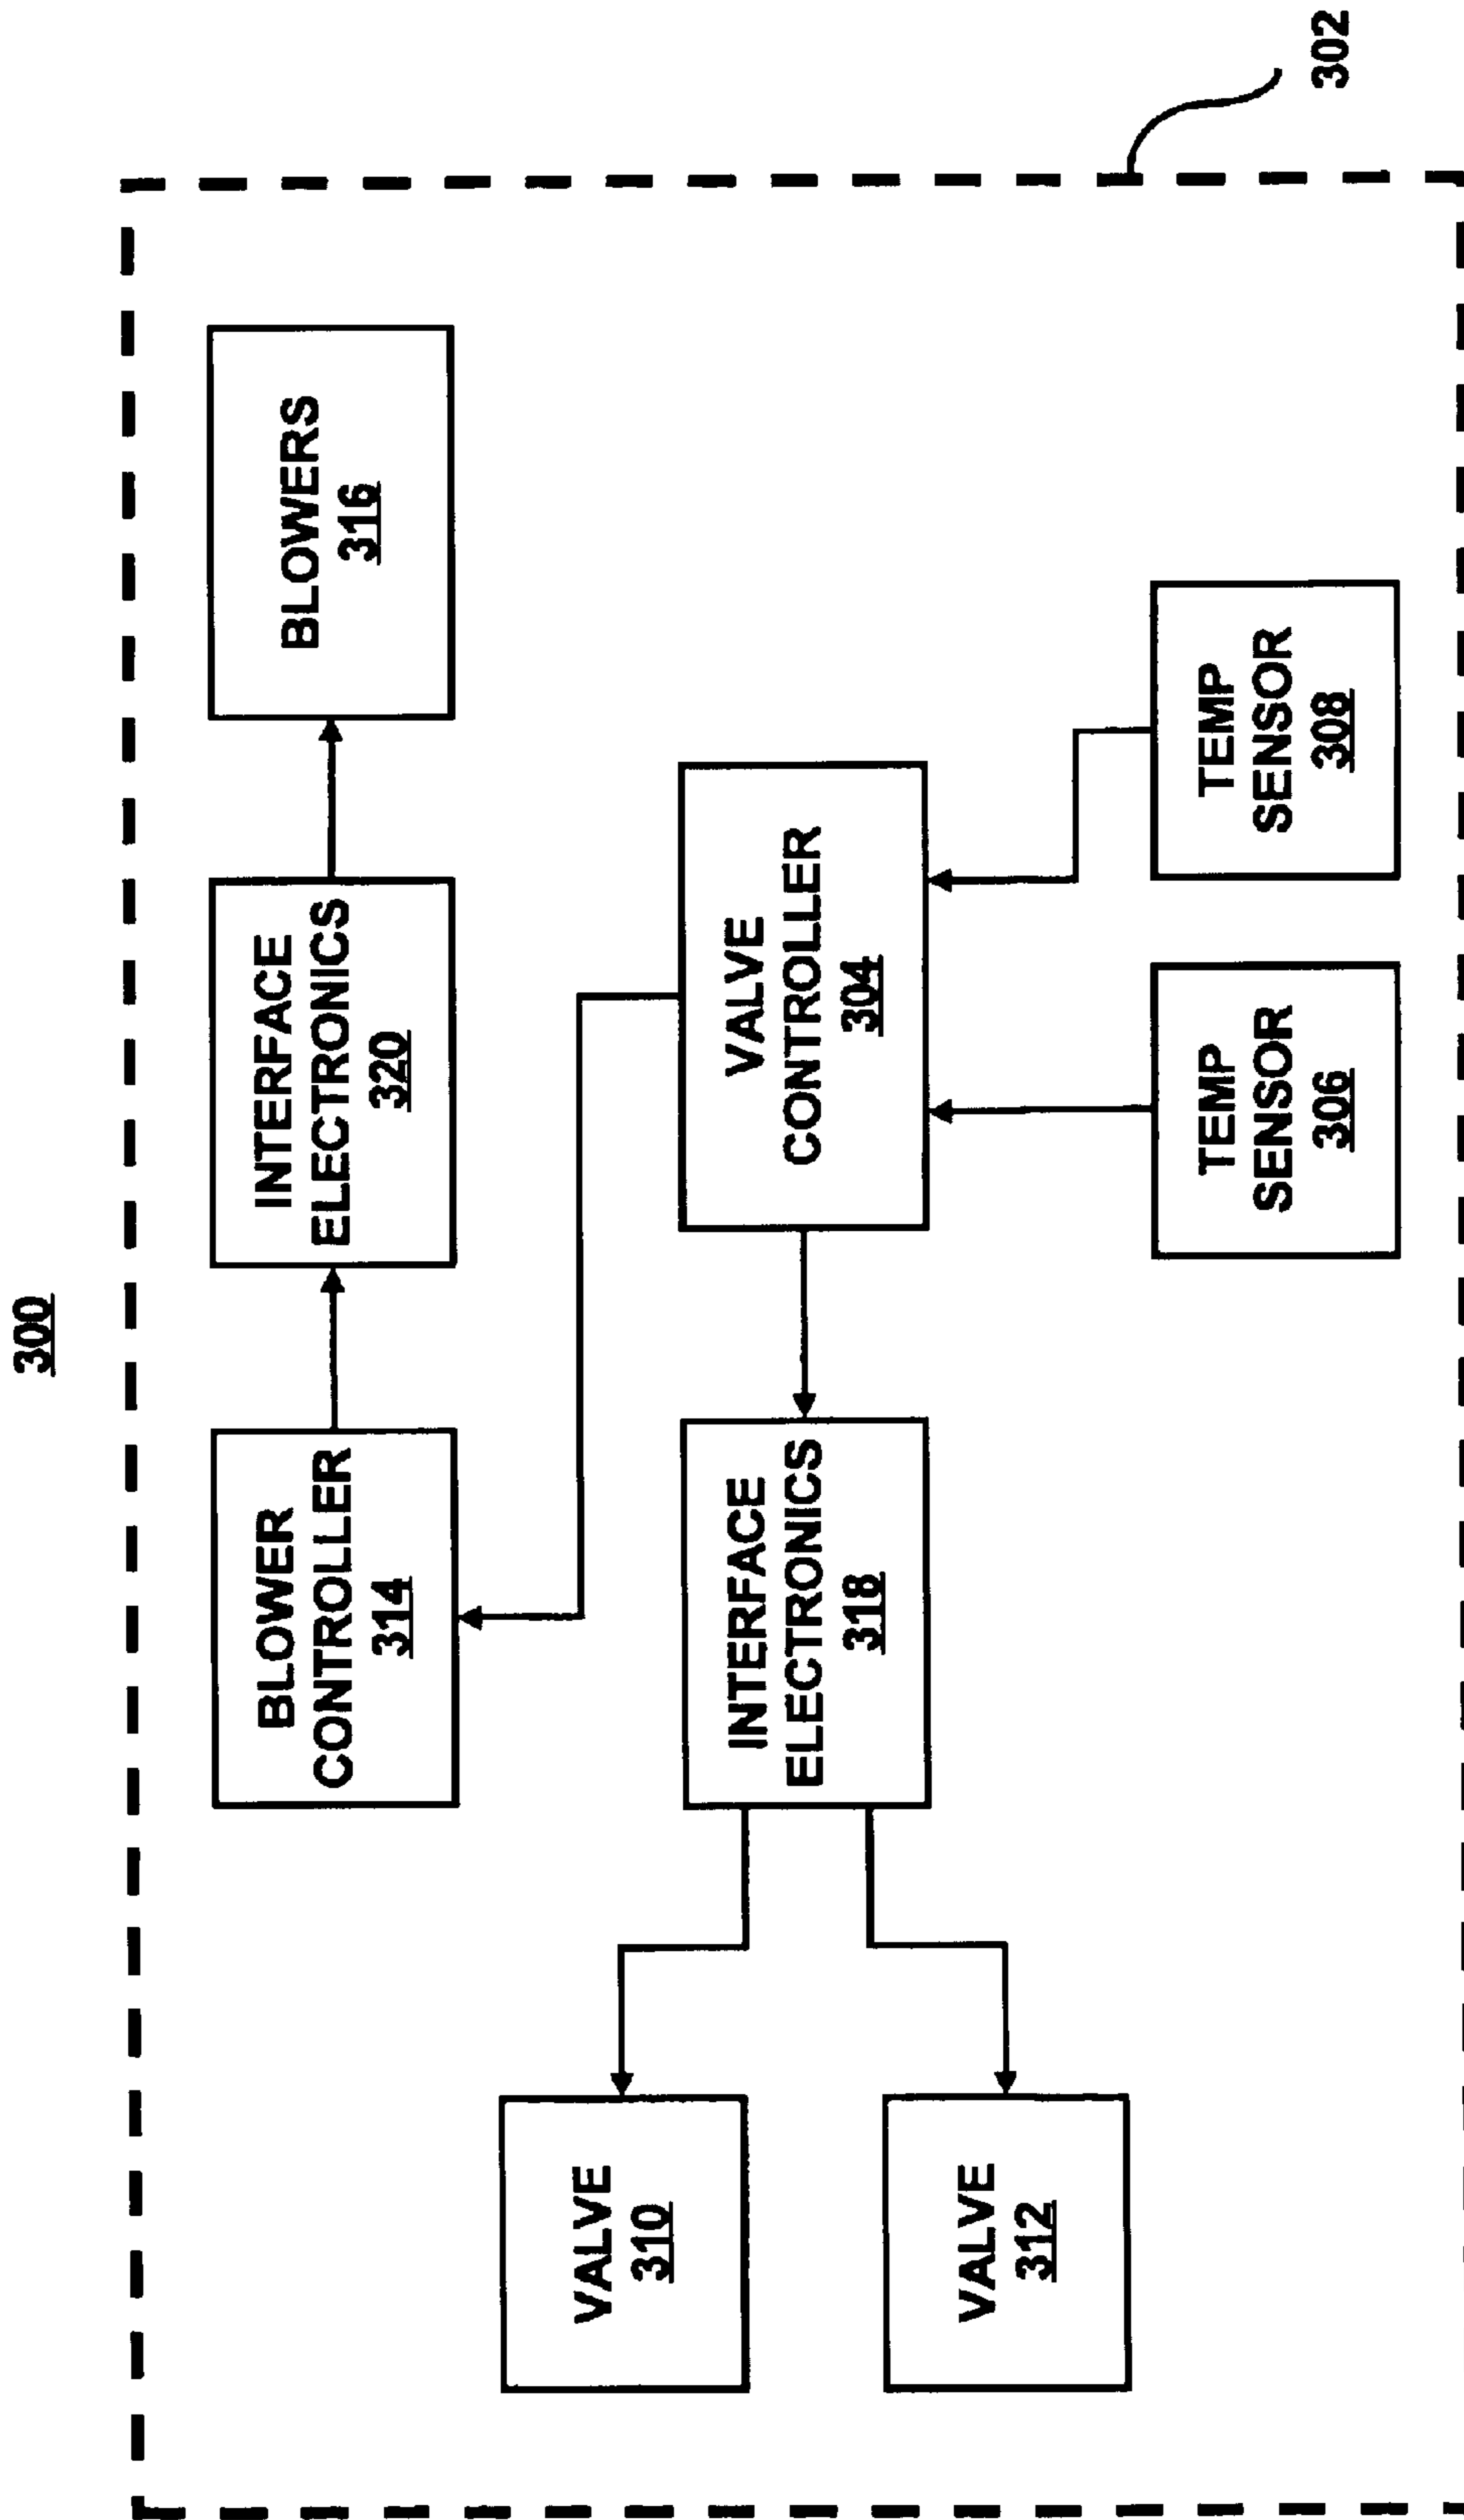 300
BLOWER
CONTROLLER
314
INTERFACE
ELECTRONICS
320
BLOWERS
316
VALVE
310
INTERFACE
ELECTRONICS
318
VALVE
CONTROLLER
304
VALVE
312
TEMP
SENSOR
306
TEMP
SENSOR
308
302